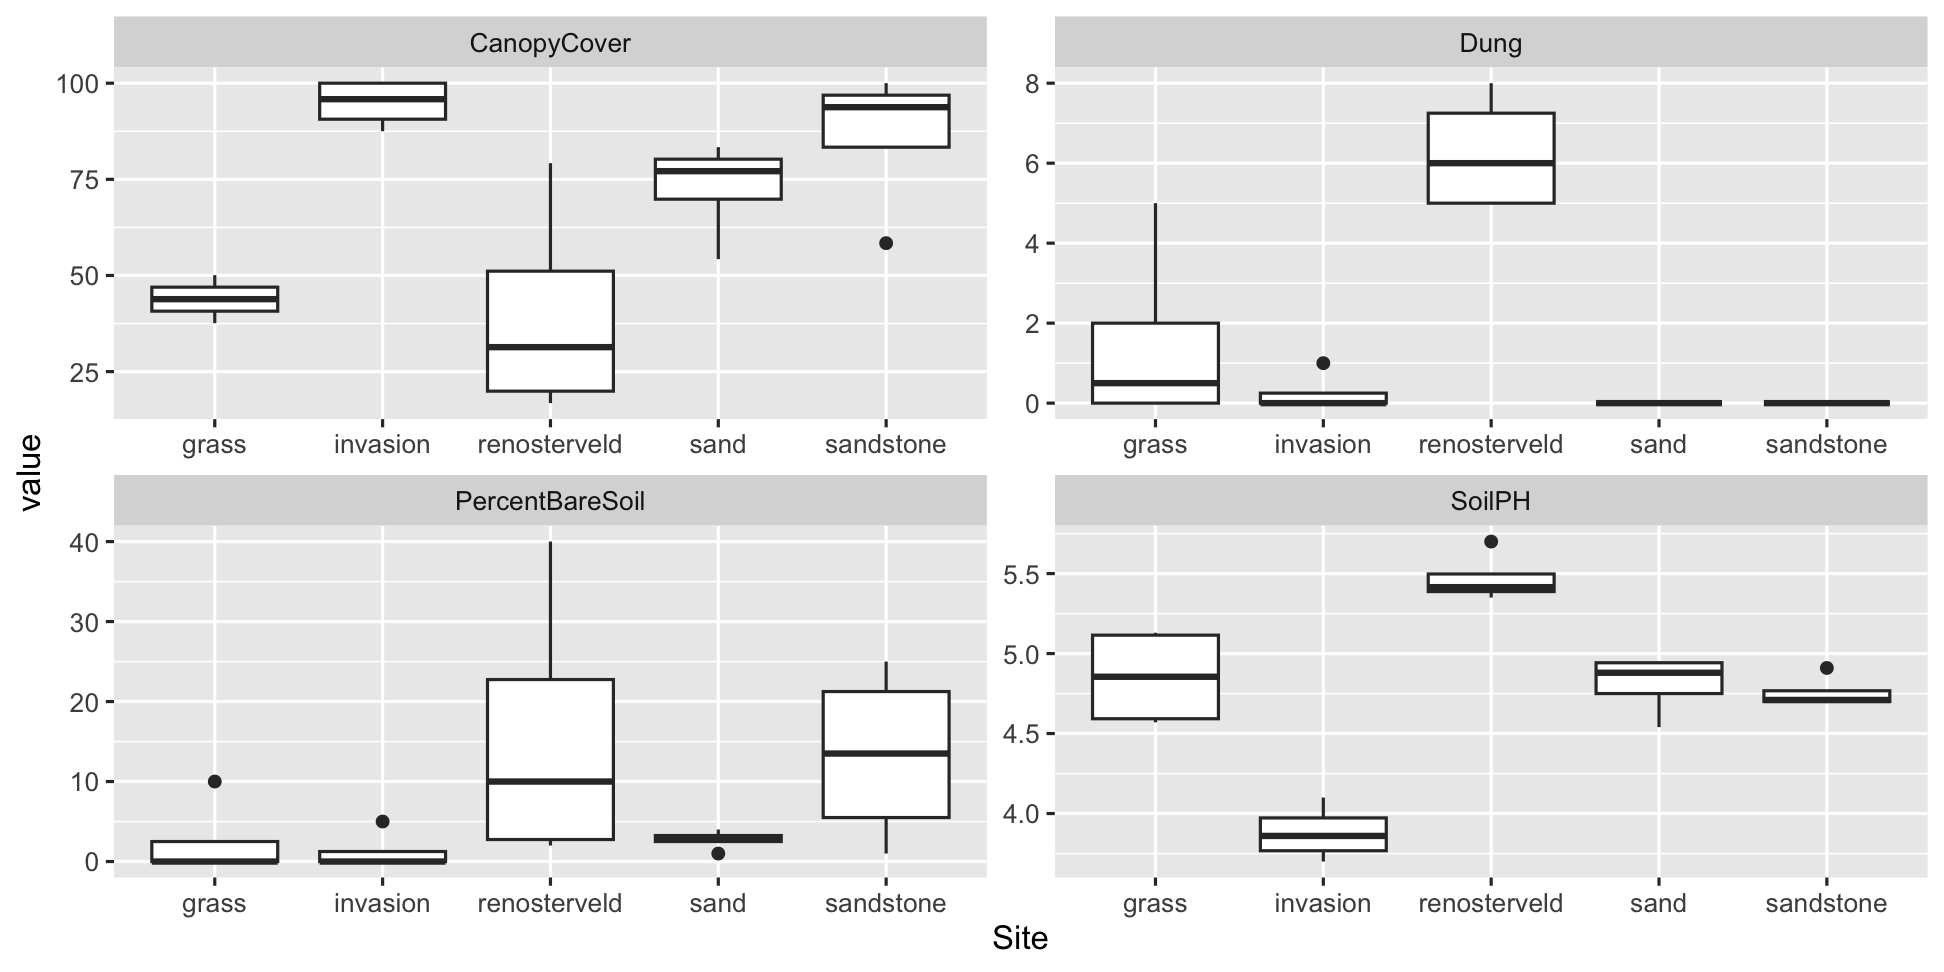 CanopyCover
Dung
100
75
50
25
8
6
4
2
0
grass invasion renosterveld sand sandstone
grass invasion renosterveld sand sandstone
value
PercentBareSoil
SoilPH
40
30
20
10
0
5.5
5.0
4.5
4.0
grass invasion renosterveld sand sandstone
grass invasion renosterveld sand sandstone
Site